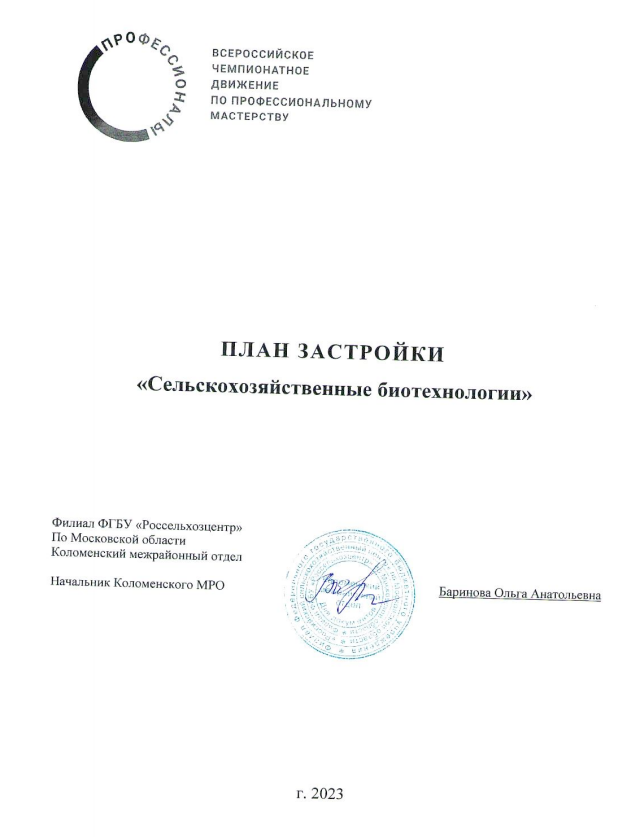 ПРОФЕССИОНАЛЫ
ВСЕРОССИЙСКОЕ
ЧЕМПИОНАТНОЕ
ДВИЖЕНИЕ
ПО ПРОФЕССИОНАЛЬНОМУ
МАСТЕРСТВУ
ПЛАН ЗАСТРОЙКИ
«Сельскохозяйственные биотехнологии»
Филиал ФГБУ «Россельхозцентр»
По Московской области
Коломенский межрайонный отдел
Начальник Коломенского МРО
Баринова Ольга Анатольевна
г. 2023